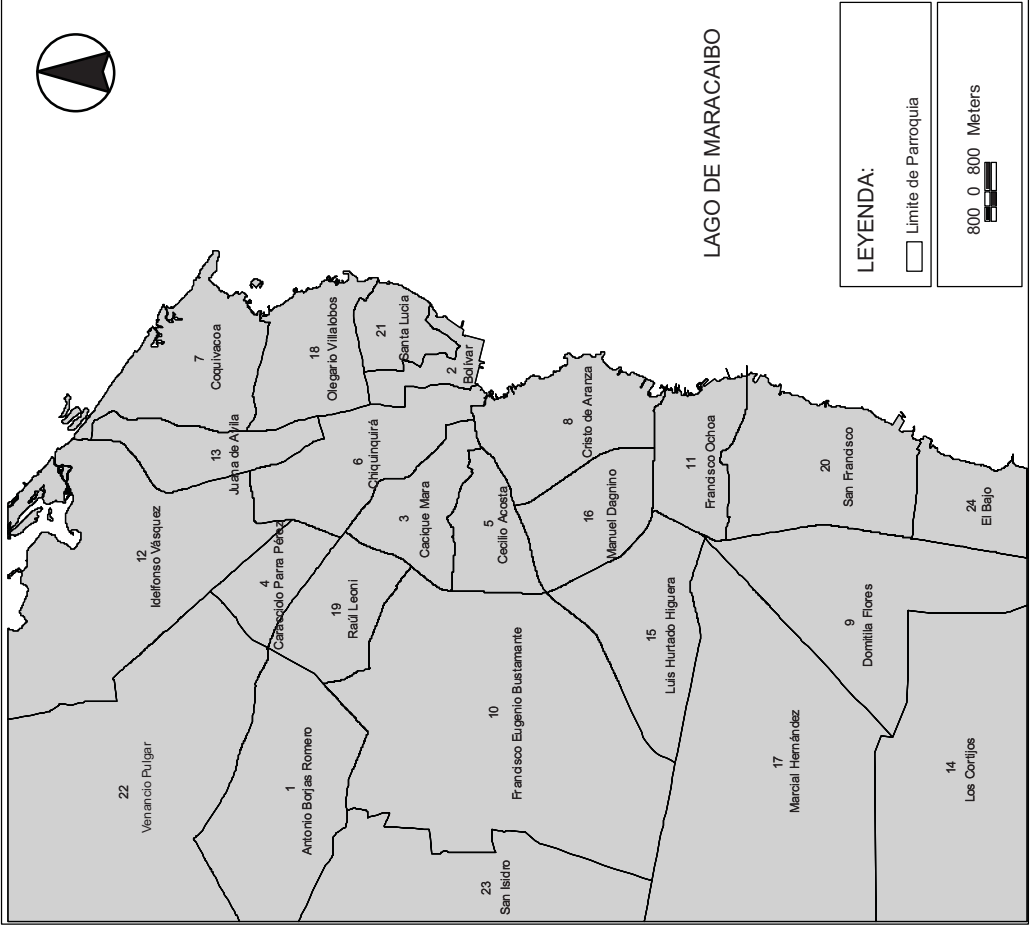 LAGO DE MARACAIBO
LEYENDA:
Limite de Parroquia
800 0 800 Meters
7
Coquivacoa
18
Olegario Villalobos
21
Santa Lucía
2
Bolívar
13
Juana de Avila
6
Chiquinquirá
12
Idelfonso Vásquez
4
Caracciolo Parra Pérez
3
Cacique Mara
5
Cecilio Acosta
8
Cristo de Aranza
16
Manuel Dagnino
11
Francisco Ochoa
20
San Francisco
24
El Bajo
19
Raúl Leoni
15
Luis Hurtado Higuera
9
Domitila Flores
10
Francisco Eugenio Bustamante
22
Venancio Pulgar
1
Antonio Borjas Romero
23
San Isidro
17
Marcial Hernández
14
Los Cortijos